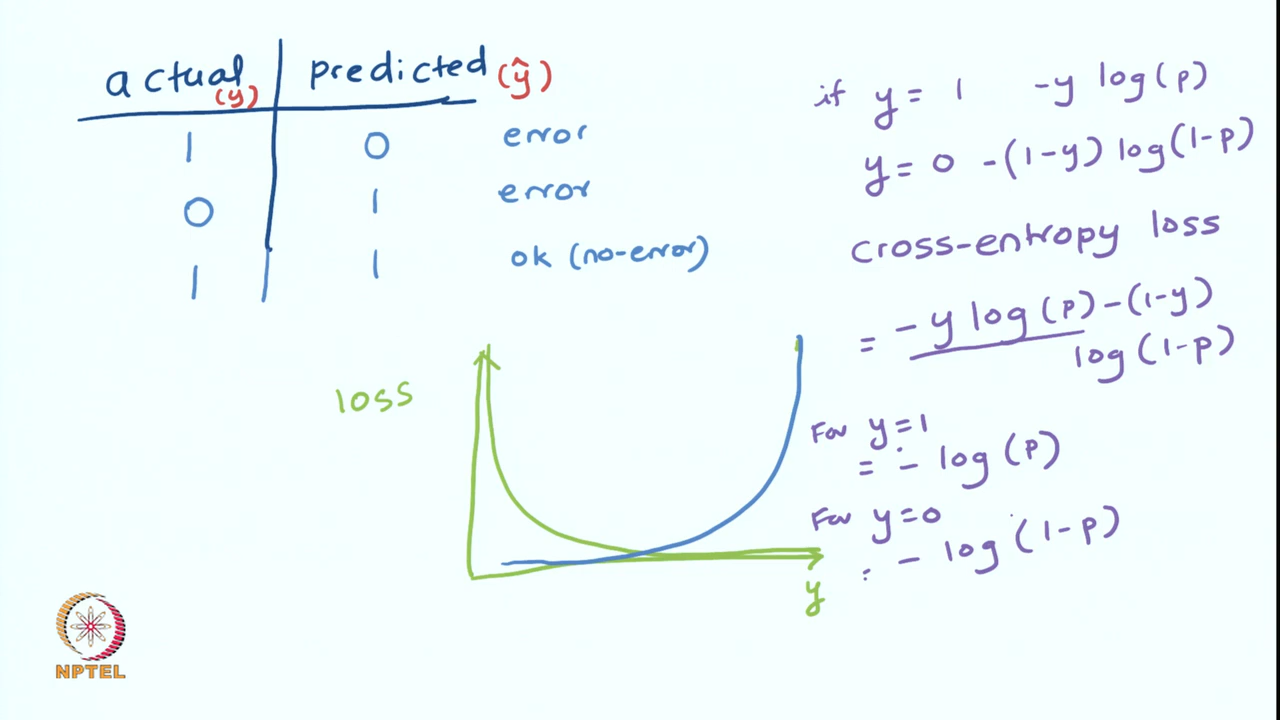 actual (y) predicted (ŷ)
1 0 error
0 1 error
1 1 ok (no-error)
if y = 1 -y log(p)
y = 0 -(1-y) log(1-p)
cross-entropy loss
= -y log(p) -(1-y)
log(1-p)
loss
For y=1
= - log(p)
For y=0
= - log(1-p)
y
NPTEL